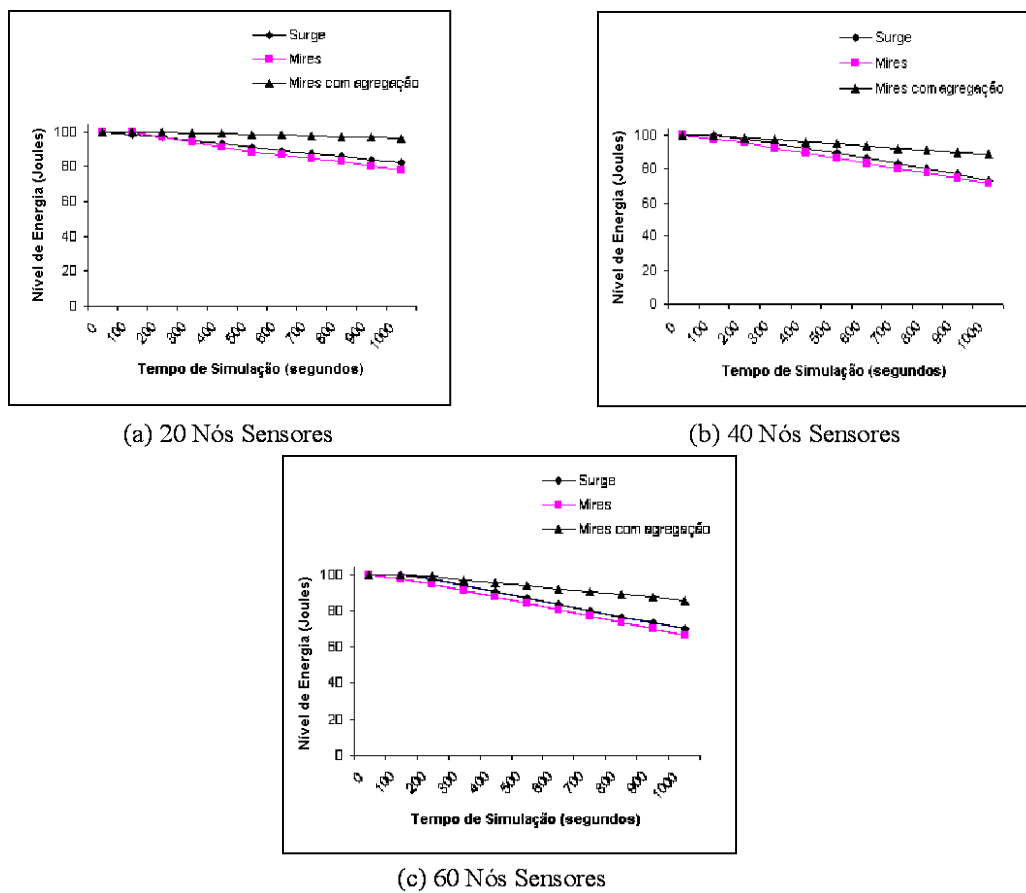 Surge
Mires
Mires com agregação
Nível de Energia (Joules)
100
80
60
40
20
0
0
100
200
300
400
500
600
700
800
900
1000
Tempo de Simulação (segundos)
(a) 20 Nós Sensores
Surge
Mires
Mires com agregação
Nível de Energia (Joules)
100
80
60
40
20
0
0
100
200
300
400
500
600
700
800
900
1000
Tempo de Simulação (segundos)
(b) 40 Nós Sensores
Surge
Mires
Mires com agregação
Nível de Energia (Joules)
100
80
60
40
20
0
0
100
200
300
400
500
600
700
800
900
1000
Tempo de Simulação (segundos)
(c) 60 Nós Sensores